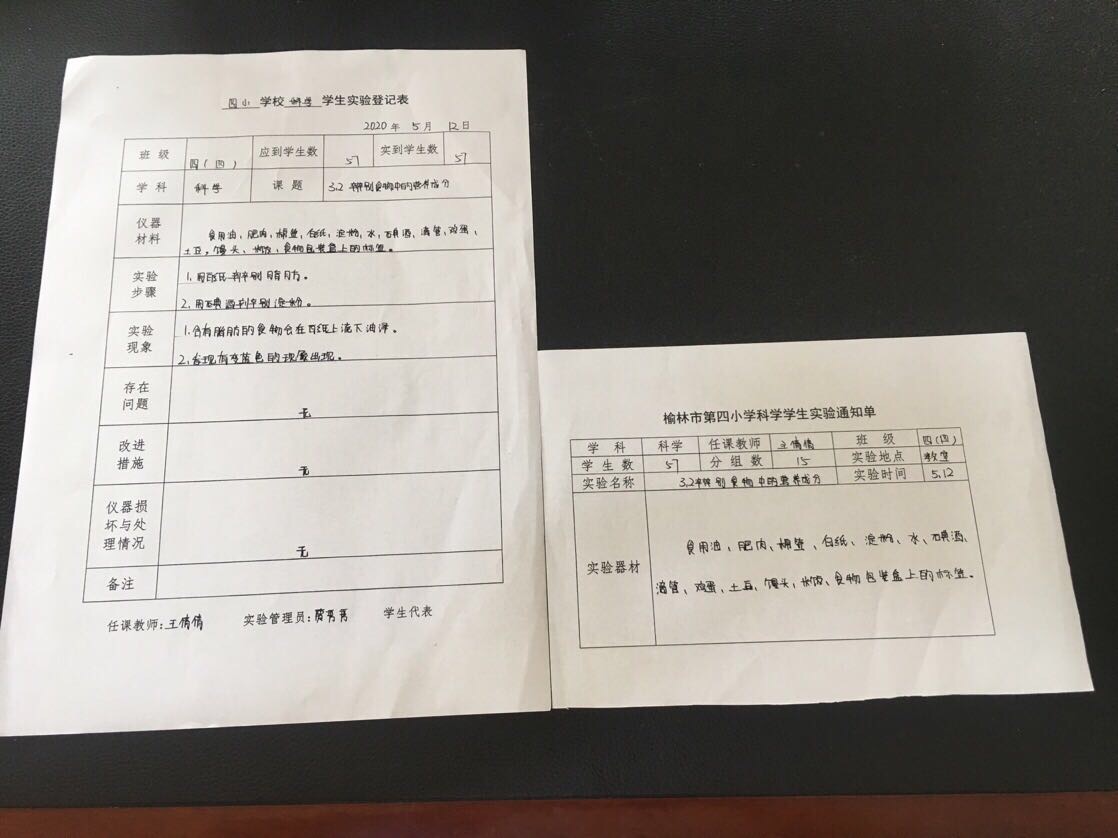 四小 学校 科学 学生实验登记表
2020年 5月 12日
班级 四(四) 应到学生数 57 实到学生数 57
学科 科学 课题 3.2辨别食物中的营养成分
仪器材料 食用油,肥肉,棉签,白纸,淀粉,水,碘酒,滴管,鸡蛋,
土豆,馒头、米饭,食物包装盒上的标签。
实验步骤 1,用白纸判辛别脂肪。
2,用碘酒判辛别淀粉。
实验现象 1,含有脂肪的食物会在白纸上流下油渍。
2,会现有变蓝色的现象出现。
存在问题 无
改进措施 无
仪器损坏与处理情况 无
备注
任课教师:王倩倩 实验管理员: 学生代表
榆林市第四小学科学学生实验通知单
学科 科学 任课教师 王倩倩 班级 四(四)
学生数 57 分组数 15 实验地点 教室
实验名称 3.2辨别食物中的营养成分 实验时间 5.12
实验器材 食用油,肥肉、棉签,白纸、淀粉、水、碘酒,
滴管,鸡蛋、土豆,馒头,米饭,食物包装盒上的标签。